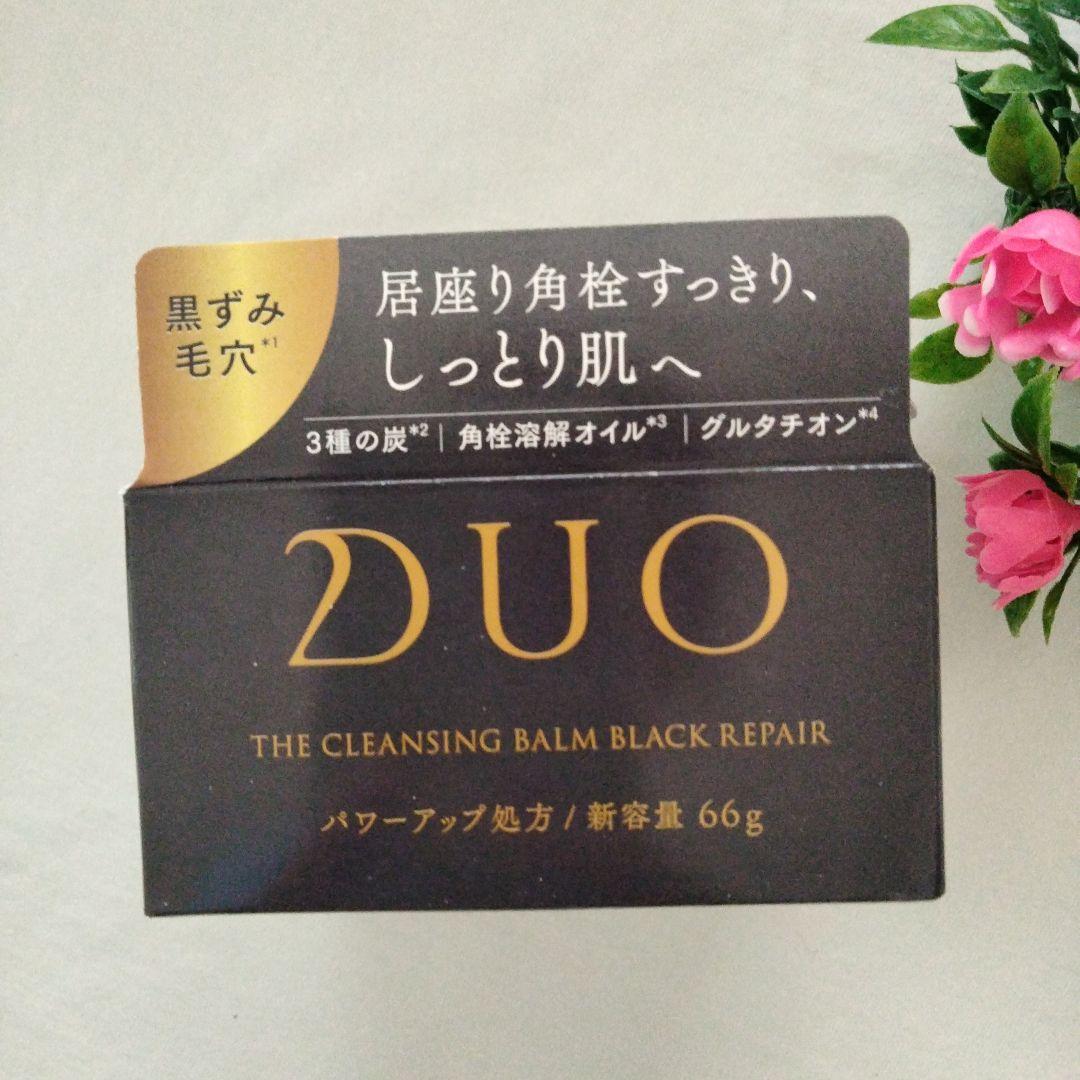 黒ずみ
毛穴*1
居座り角栓すっきり、
しっとり肌へ
3種の炭*2 | 角栓溶解オイル*3 | グルタチオン*4
DUO
THE CLEANSING BALM BLACK REPAIR
パワーアップ処方 / 新容量 66g